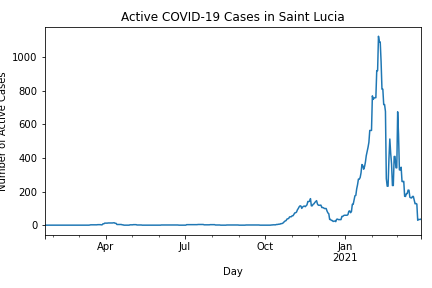 Active COVID-19 Cases in Saint Lucia
Number of Active Cases
1000
800
600
400
200
0
Apr
Jul
Oct
Jan
2021
Day